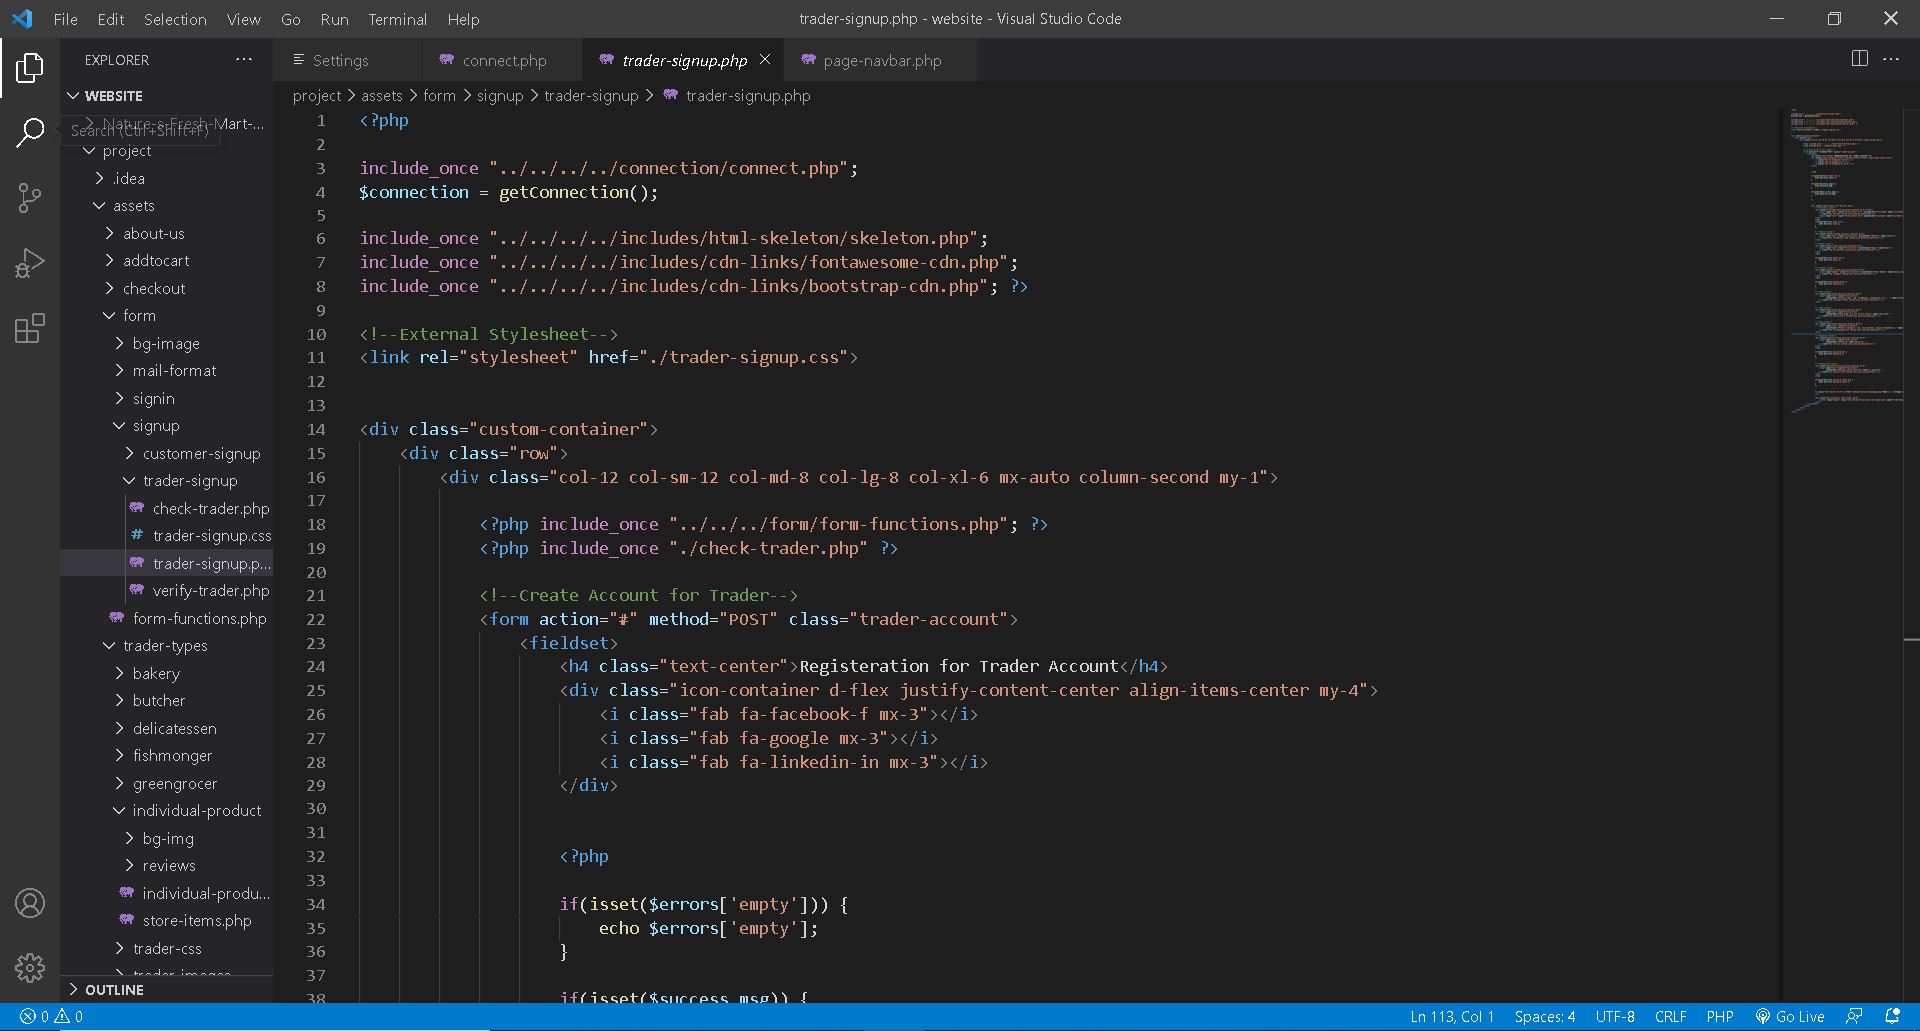 File Edit Selection View Go Run Terminal Help
trader-signup.php - website - Visual Studio Code
EXPLORER
Settings
connect.php
trader-signup.php
page-navbar.php
project > assets > form > signup > trader-signup > trader-signup.php
WEBSITE
Nature-s-Fresh-Mart-...
Search (Ctrl+Shift+F)
project
.idea
assets
about-us
addtocart
checkout
form
bg-image
mail-format
signin
signup
customer-signup
trader-signup
check-trader.php
trader-signup.css
trader-signup.p...
verify-trader.php
form-functions.php
trader-types
bakery
butcher
delicatessen
fishmonger
greengrocer
individual-product
bg-img
reviews
individual-produ...
store-items.php
trader-css
trader-images
OUTLINE
1 <?php
2
3 include_once "../../../../connection/connect.php";
4 $connection = getConnection();
5
6 include_once "../../../../includes/html-skeleton/skeleton.php";
7 include_once "../../../../includes/cdn-links/fontawesome-cdn.php";
8 include_once "../../../../includes/cdn-links/bootstrap-cdn.php"; ?>
9
10 <!--External Stylesheet-->
11 <link rel="stylesheet" href="./trader-signup.css">
12
13
14 <div class="custom-container">
15 <div class="row">
16 <div class="col-12 col-sm-12 col-md-8 col-lg-8 col-xl-6 mx-auto column-second my-1">
17
18 <?php include_once "../../../form/form-functions.php"; ?>
19 <?php include_once "./check-trader.php" ?>
20
21 <!--Create Account for Trader-->
22 <form action="#" method="POST" class="trader-account">
23 <fieldset>
24 <h4 class="text-center">Registeration for Trader Account</h4>
25 <div class="icon-container d-flex justify-content-center align-items-center my-4">
26 <i class="fab fa-facebook-f mx-3"></i>
27 <i class="fab fa-google mx-3"></i>
28 <i class="fab fa-linkedin-in mx-3"></i>
29 </div>
30
31
32 <?php
33
34 if(isset($errors['empty'])) {
35 echo $errors['empty'];
36 }
37
38 if(isset($success_msg)) {
0 0
Ln 113, Col 1 Spaces: 4 UTF-8 CRLF PHP Go Live